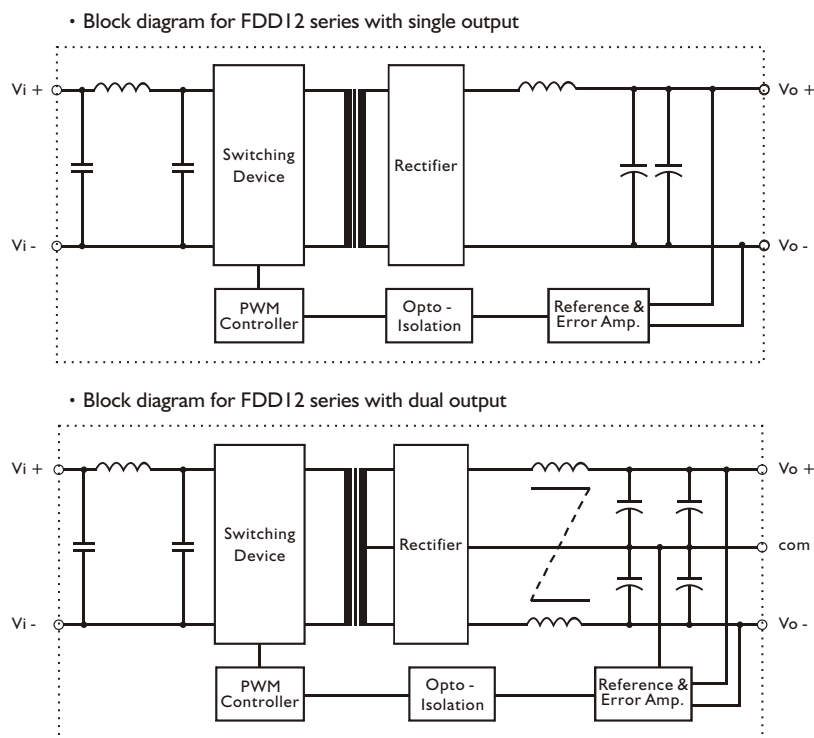 • Block diagram for FDD12 series with single output
Vi +
Vo +
Switching
Device
Rectifier
Vi -
Vo -
PWM
Controller
Opto -
Isolation
Reference &
Error Amp.
• Block diagram for FDD12 series with dual output
Vi +
Vo +
Switching
Device
Rectifier
com
Vi -
Vo -
PWM
Controller
Opto -
Isolation
Reference &
Error Amp.